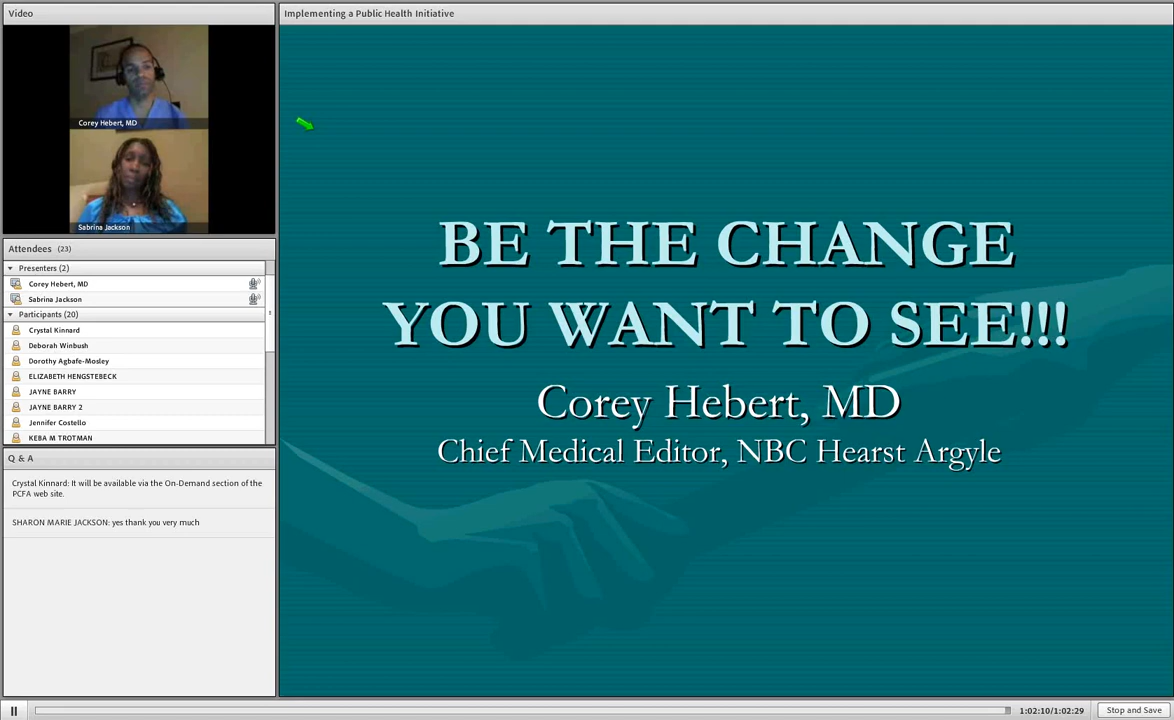 Video
Corey Hebert, MD
Sabrina Jackson
Attendees (23)
Presenters (2)
Corey Hebert, MD
Sabrina Jackson
Participants (20)
Crystal Kinnard
Deborah Winbush
Dorothy Agbafe-Mosley
ELIZABETH HENGSTEBECK
JAYNE BARRY
JAYNE BARRY 2
Jennifer Costello
KEBA M TROTMAN
Q & A
Crystal Kinnard: It will be available via the On-Demand section of the
PCFA web site.
SHARON MARIE JACKSON: yes thank you very much
Implementing a Public Health Initiative
BE THE CHANGE
YOU WANT TO SEE!!!
Corey Hebert, MD
Chief Medical Editor, NBC Hearst Argyle
1:02:10/1:02:29
Stop and Save